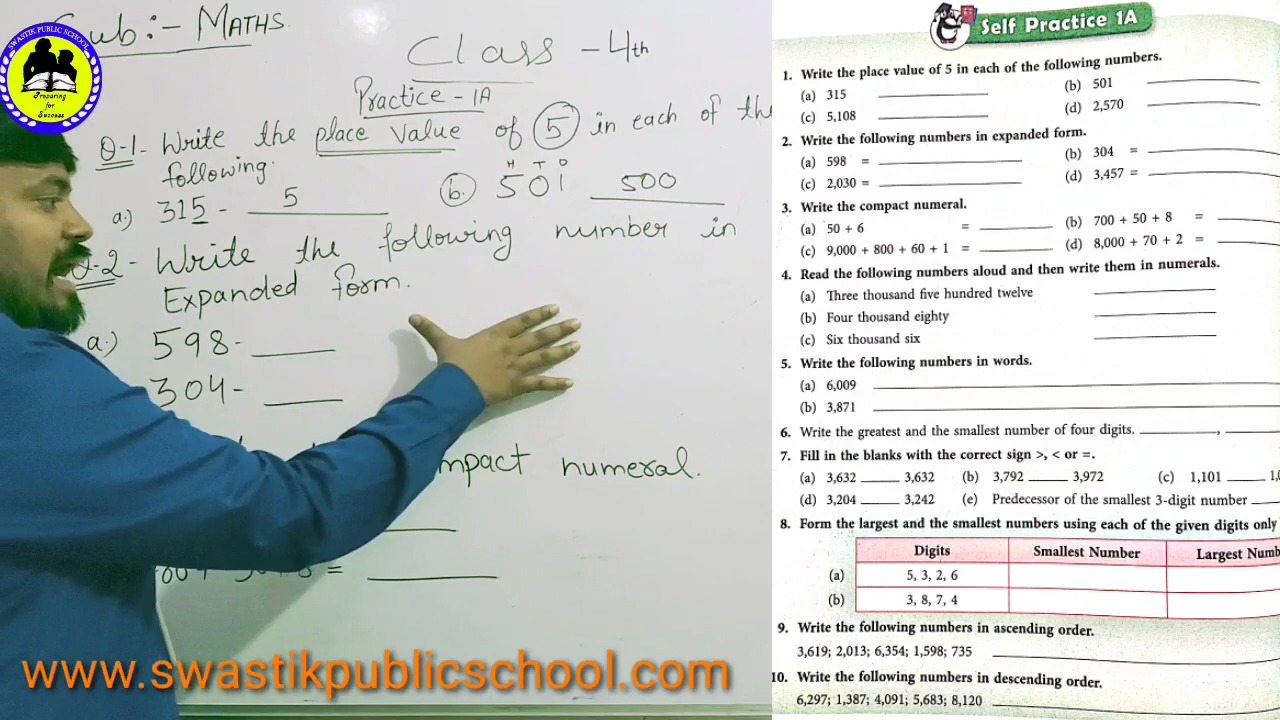 Sub:- MATHS.
SWASTIK PUBLIC SCHOOL
Preparing
for
Success
Class - 4th
Practice - 1A
Q-1- Write the place value of 5 in each of the
following.
H T O
a.) 315 - 5
b. 501 500
Q-2 - Write the following number in
Expanded form.
a.) 598-
304-
mpact numeral.
=
www.swastikpublicschool.com
Self Practice 1A
1. Write the place value of 5 in each of the following numbers.
(a) 315 (b) 501
(c) 5,108 (d) 2,570
2. Write the following numbers in expanded form.
(a) 598 = (b) 304 =
(c) 2,030 = (d) 3,457 =
3. Write the compact numeral.
(a) 50 + 6 = (b) 700 + 50 + 8 =
(c) 9,000 + 800 + 60 + 1 = (d) 8,000 + 70 + 2 =
4. Read the following numbers aloud and then write them in numerals.
(a) Three thousand five hundred twelve
(b) Four thousand eighty
(c) Six thousand six
5. Write the following numbers in words.
(a) 6,009
(b) 3,871
6. Write the greatest and the smallest number of four digits. ,
7. Fill in the blanks with the correct sign >, < or =.
(a) 3,632 3,632 (b) 3,792 3,972 (c) 1,101
(d) 3,204 3,242 (e) Predecessor of the smallest 3-digit number
8. Form the largest and the smallest numbers using each of the given digits only
Digits Smallest Number Largest Numb
(a) 5, 3, 2, 6
(b) 3, 8, 7, 4
9. Write the following numbers in ascending order.
3,619; 2,013; 6,354; 1,598; 735
10. Write the following numbers in descending order.
6,297; 1,387; 4,091; 5,683; 8,120